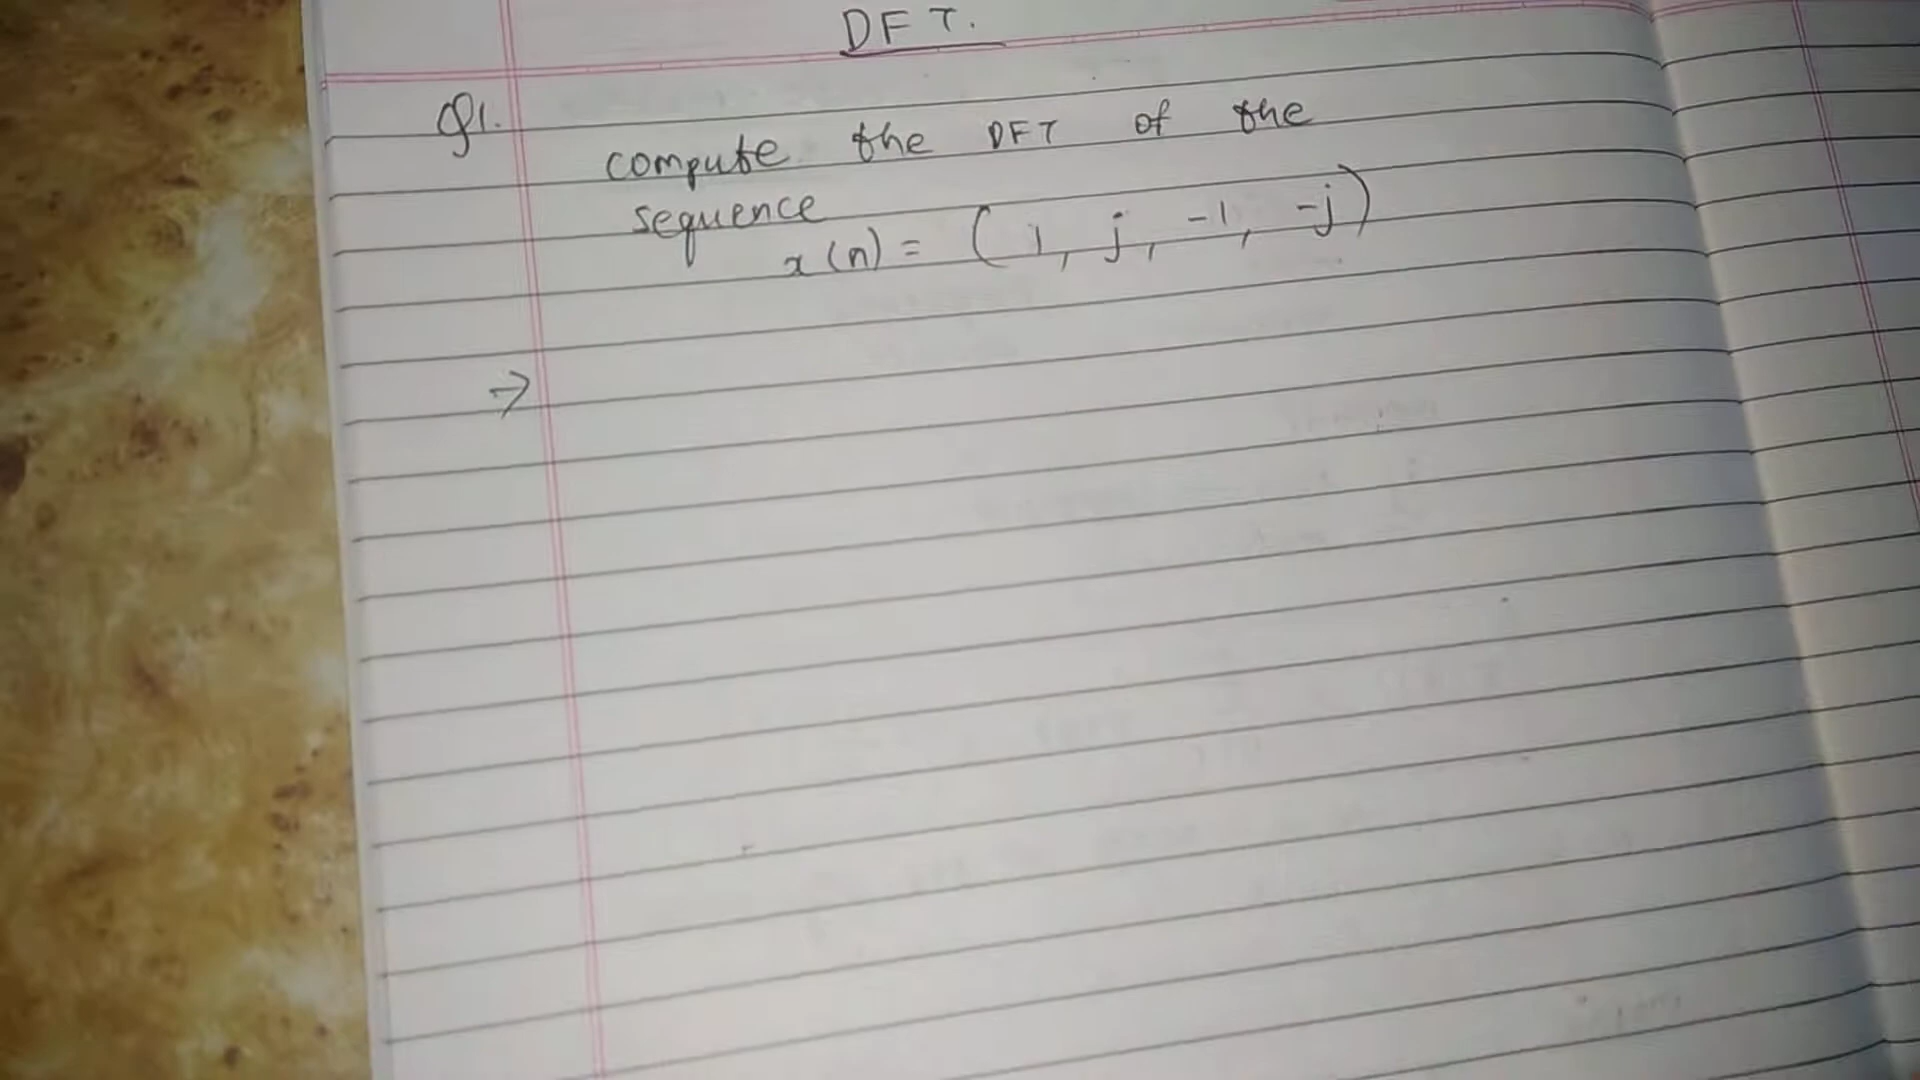 DFT.
Q1.
compute the DFT of the
sequence
x(n) = (1, j, -1, -j)
→